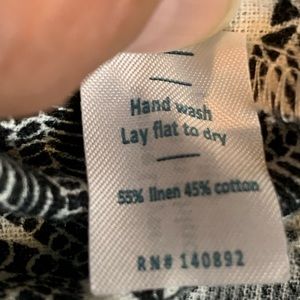 Hand wash
Lay flat to dry
55% linen 45% cotton
RN# 140892